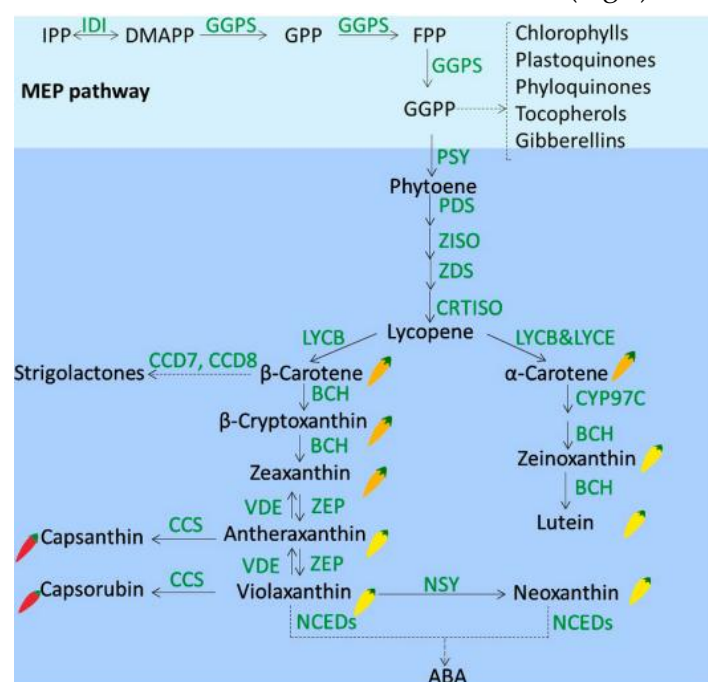 IPP IDI DMAPP GGPS GPP GGPS FPP
GGPS
MEP pathway
GGPP
Chlorophylls
Plastoquinones
Phyloquinones
Tocopherols
Gibberellins
PSY
Phytoene
PDS
ZISO
ZDS
CRTISO
Lycopene
LYCB LYCB&LYCE
Strigolactones CCD7, CCD8 β-Carotene α-Carotene
BCH CYP97C
β-Cryptoxanthin
BCH BCH
Zeaxanthin Zeinoxanthin
VDE ZEP BCH
Capsanthin CCS Antheraxanthin Lutein
VDE ZEP
Capsorubin CCS Violaxanthin NSY Neoxanthin
NCEDs NCEDs
ABA